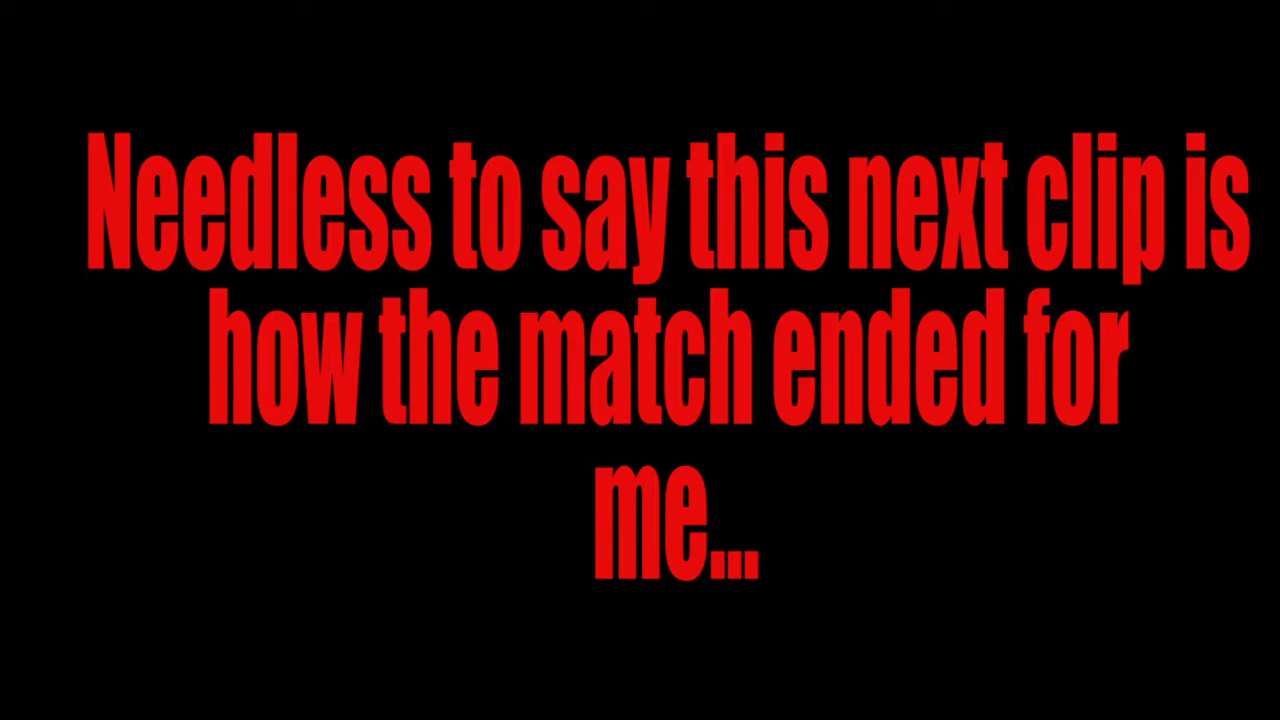 Needless to say this next clip is
how the match ended for
me...